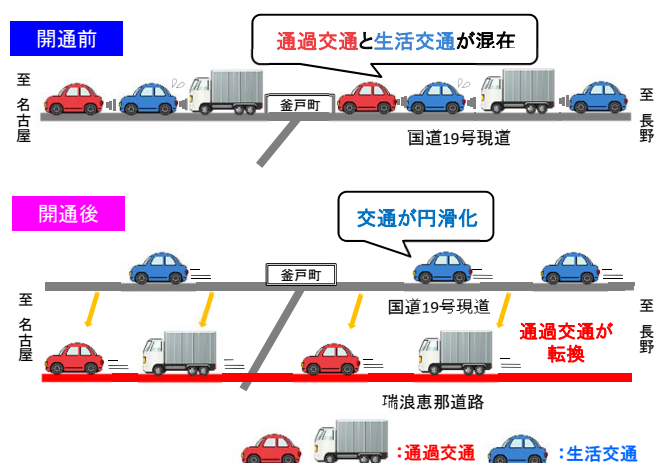 開通前
通過交通と生活交通が混在
至 名古屋
釜戸町
至 長野
国道19号現道
開通後
交通が円滑化
釜戸町
至 名古屋
国道19号現道
至 長野
通過交通が
転換
瑞浪恵那道路
：通過交通
：生活交通